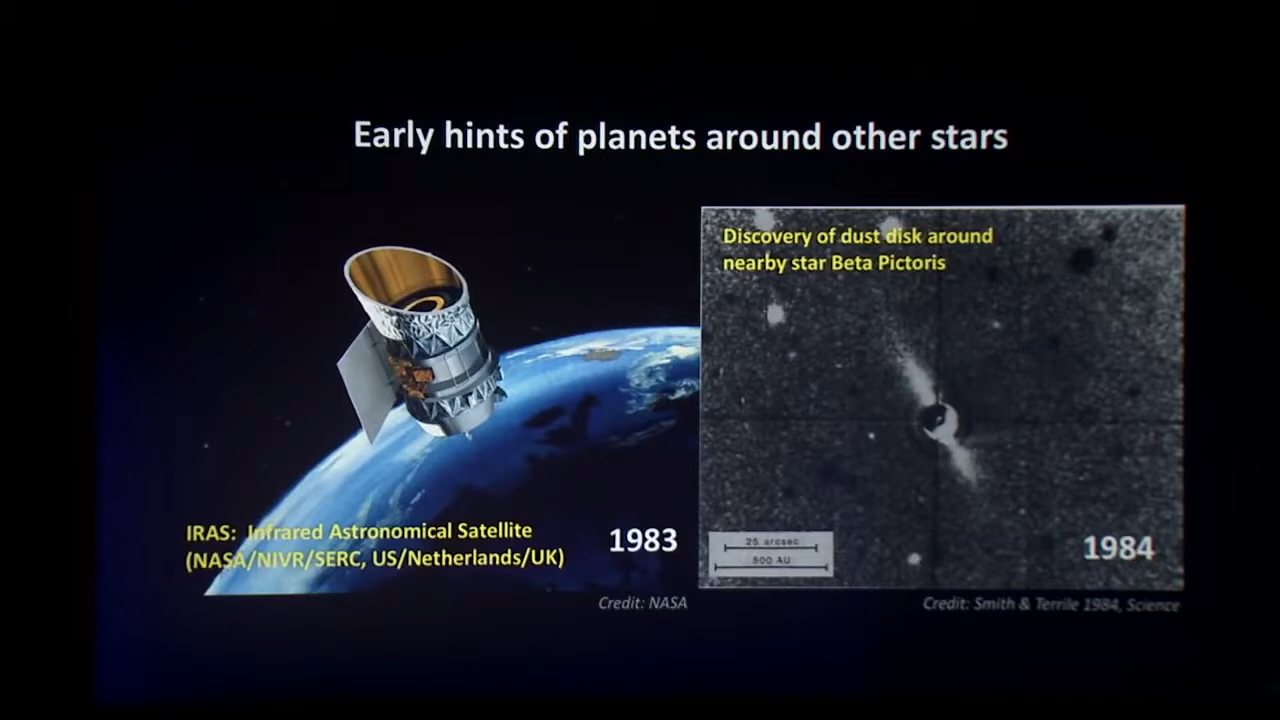 Early hints of planets around other stars
Discovery of dust disk around
nearby star Beta Pictoris
IRAS: Infrared Astronomical Satellite
(NASA/NIVR/SERC, US/Netherlands/UK)
1983
Credit: NASA
25 arcsec
500 AU
1984
Credit: Smith & Terrile 1984, Science